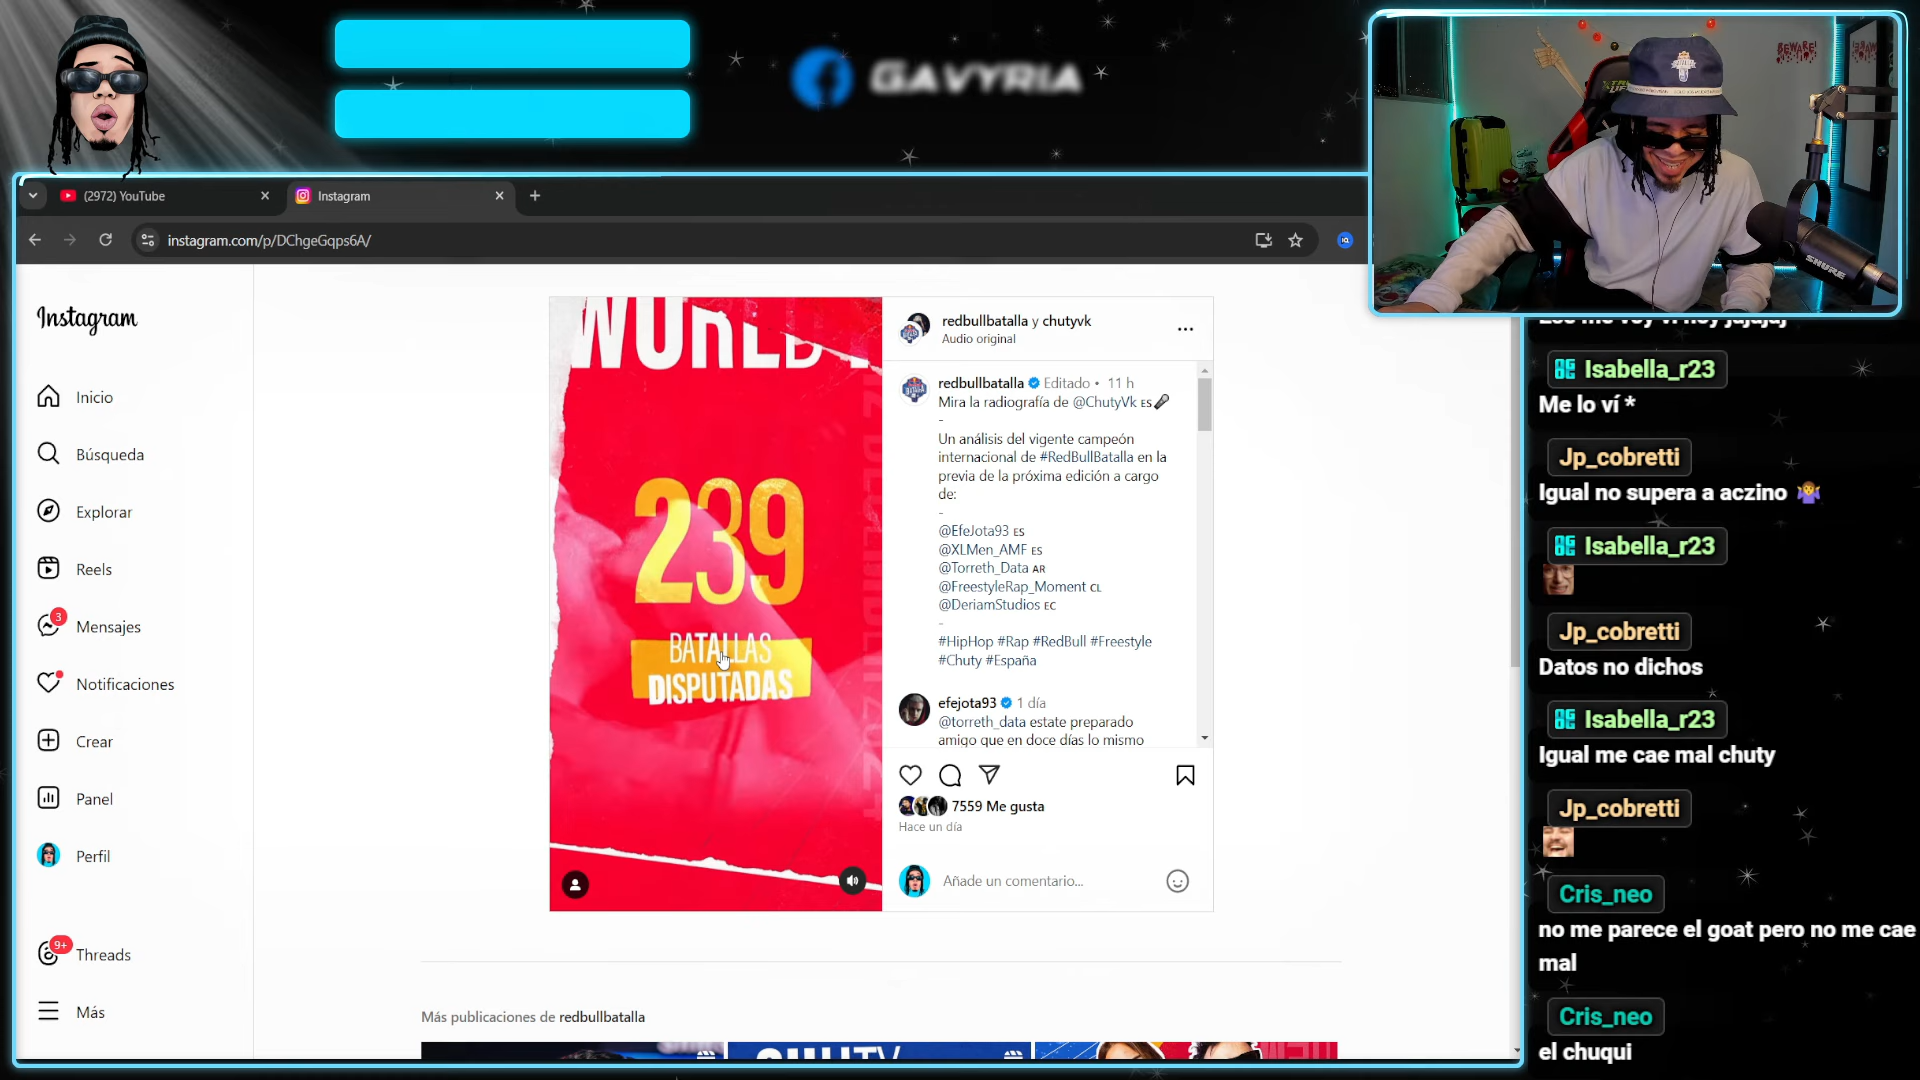 GAVYRIA
(2972) YouTube
Instagram
instagram.com/p/DChgeGqps6A/
Instagram
Inicio
Búsqueda
Explorar
Reels
3
Mensajes
Notificaciones
Crear
Panel
Perfil
9+
Threads
Más
WORLD
239
BATALLAS
DISPUTADAS
redbullbatalla y chutyvk
Audio original
redbullbatalla Editado • 11 h
Mira la radiografía de @ChutyVk ES🎤
-
Un análisis del vigente campeón
internacional de #RedBullBatalla en la
previa de la próxima edición a cargo
de:
-
@EfeJota93 ES
@XLMen_AMF ES
@Torreth_Data AR
@FreestyleRap_Moment CL
@DeriamStudios EC
-
#HipHop #Rap #RedBull #Freestyle
#Chuty #España
efejota93 1 día
@torreth_data estate preparado
amigo que en doce días lo mismo
7559 Me gusta
Hace un día
Añade un comentario...
Más publicaciones de redbullbatalla
SHURE
Isabella_r23
Me lo ví *
Jp_cobretti
Igual no supera a aczino 🤷‍♀️
Isabella_r23
Jp_cobretti
Datos no dichos
Isabella_r23
Igual me cae mal chuty
Jp_cobretti
Cris_neo
no me parece el goat pero no me cae
mal
Cris_neo
el chuqui